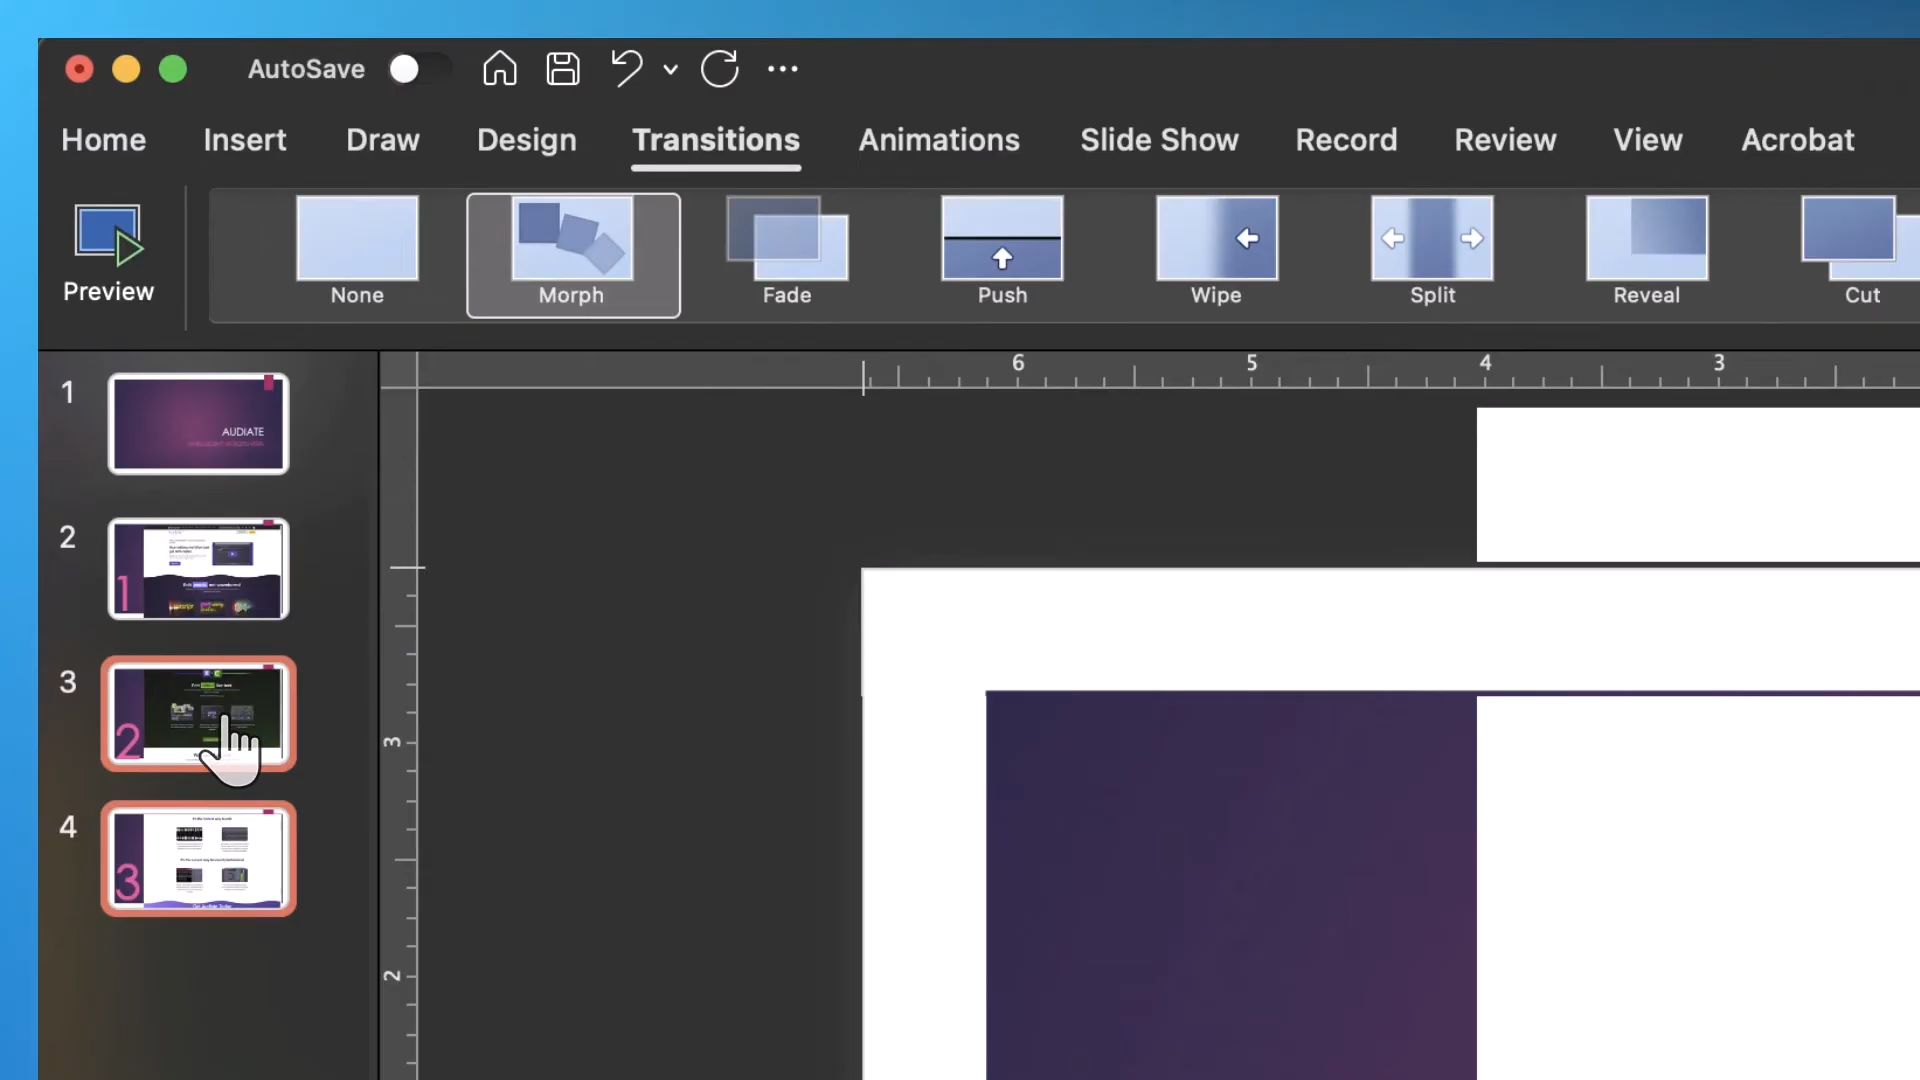 AutoSave
Home Insert Draw Design Transitions Animations Slide Show Record Review View Acrobat
Preview
None Morph Fade Push Wipe Split Reveal Cut
6 5 4 3
1
AUDIATE
2
1
3
2
4
3
3
2